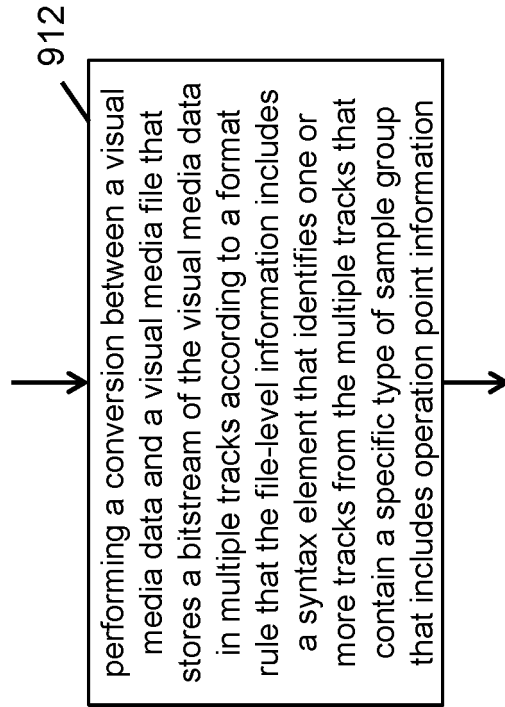 912
performing a conversion between a visual
media data and a visual media file that
stores a bitstream of the visual media data
in multiple tracks according to a format
rule that the file-level information includes
a syntax element that identifies one or
more tracks from the multiple tracks that
contain a specific type of sample group
that includes operation point information